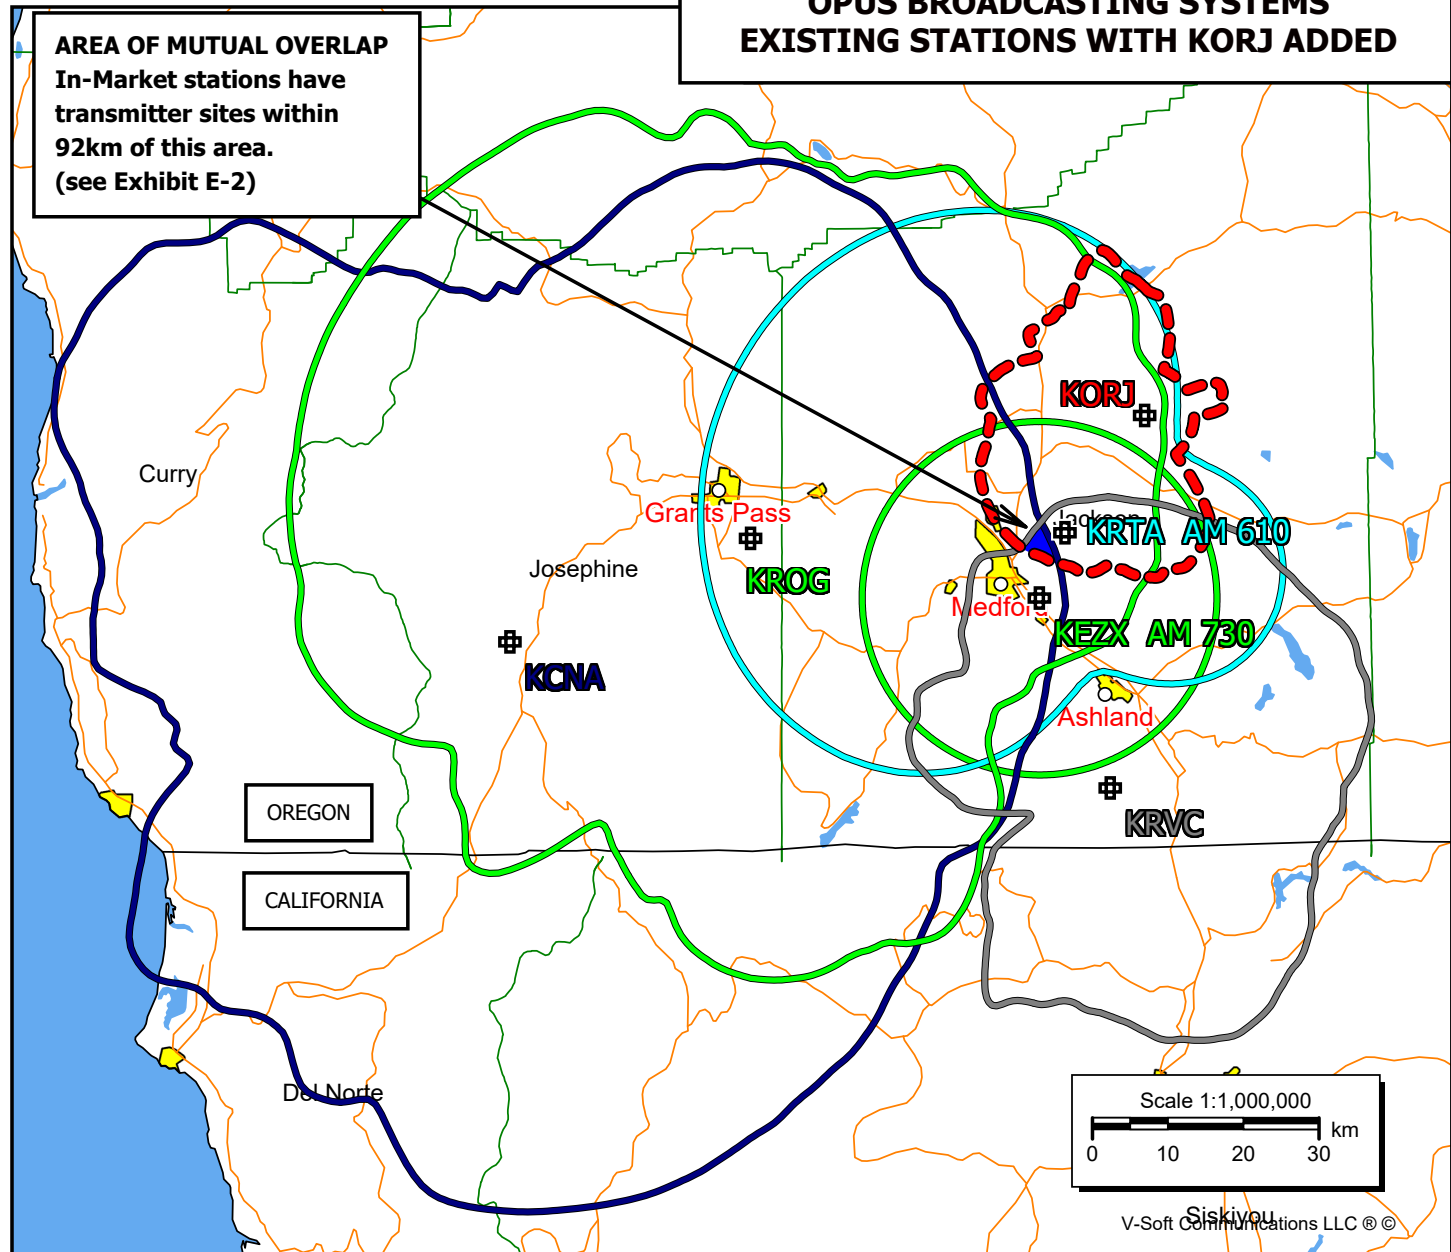 OPUS BROADCASTING SYSTEMS
EXISTING STATIONS WITH KORJ ADDED
AREA OF MUTUAL OVERLAP
In-Market stations have
transmitter sites within
92km of this area.
(see Exhibit E-2)
KORJ
Curry
Grants Pass
Jackson
KRTA AM 610
Josephine
KROG
Medford
KEZX AM 730
KCNA
Ashland
OREGON
KRVC
CALIFORNIA
Del Norte
Scale 1:1,000,000
km
0 10 20 30
Siskiyou
V-Soft Communications LLC ® ©